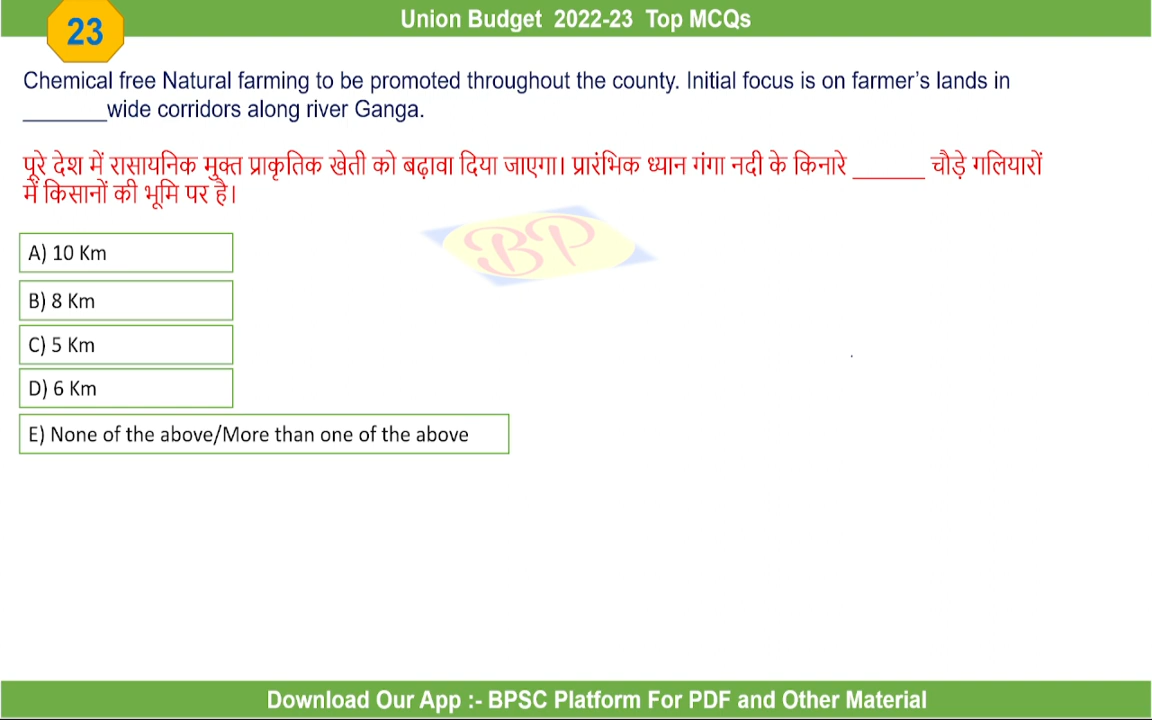 23
Union Budget 2022-23 Top MCQs
Chemical free Natural farming to be promoted throughout the county. Initial focus is on farmer's lands in
________wide corridors along river Ganga.
पूरे देश में रासायनिक मुक्त प्राकृतिक खेती को बढ़ावा दिया जाएगा। प्रारंभिक ध्यान गंगा नदी के किनारे _______ चौड़े गलियारों
में किसानों की भूमि पर है।
BP
A) 10 Km
B) 8 Km
C) 5 Km
D) 6 Km
E) None of the above/More than one of the above
Download Our App :- BPSC Platform For PDF and Other Material